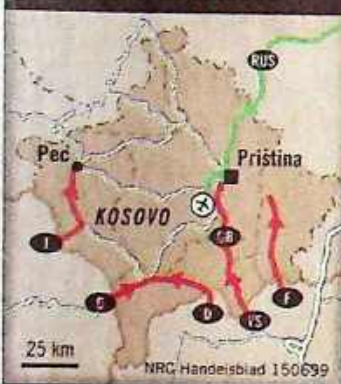 RUS
Peć
Priština
KOSOVO
GB
I
D
VS
F
25 km
NRC Handelsblad 150699